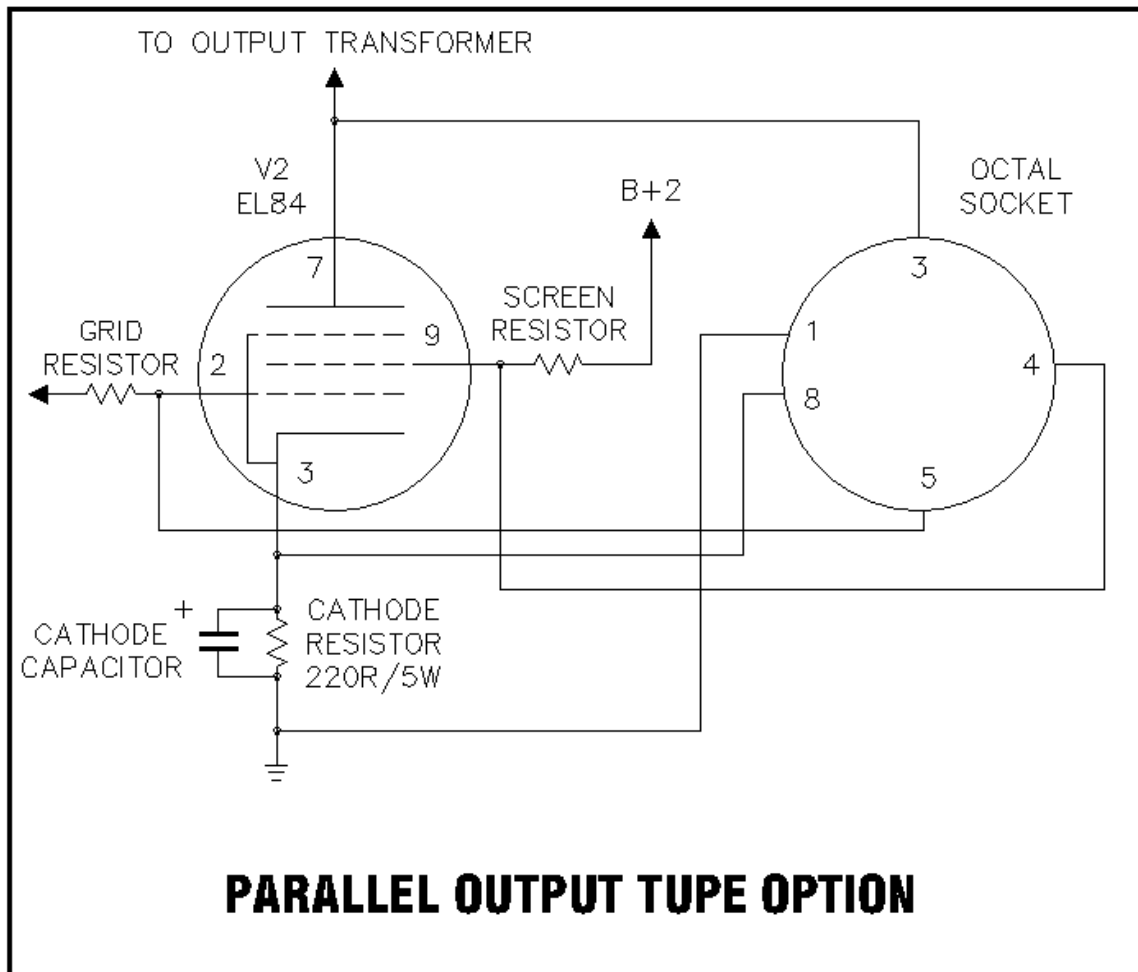 TO OUTPUT TRANSFORMER
V2
EL84
B+2
OCTAL
SOCKET
7
3
SCREEN
RESISTOR
GRID
RESISTOR
2
9
1
4
8
3
5
+
CATHODE
CAPACITOR
CATHODE
RESISTOR
220R/5W
PARALLEL OUTPUT TUPE OPTION